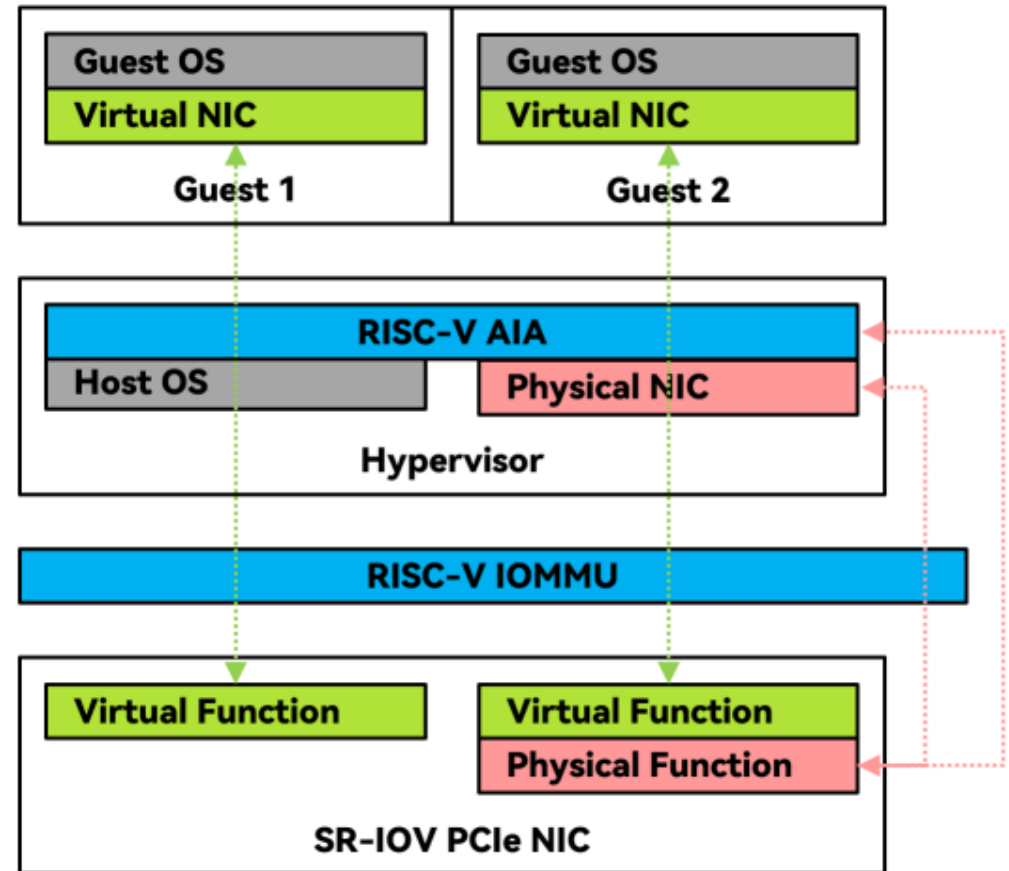 Guest OS
Virtual NIC
Guest 1
Guest OS
Virtual NIC
Guest 2
RISC-V AIA
Host OS
Physical NIC
Hypervisor
RISC-V IOMMU
Virtual Function
Virtual Function
Physical Function
SR-IOV PCIe NIC